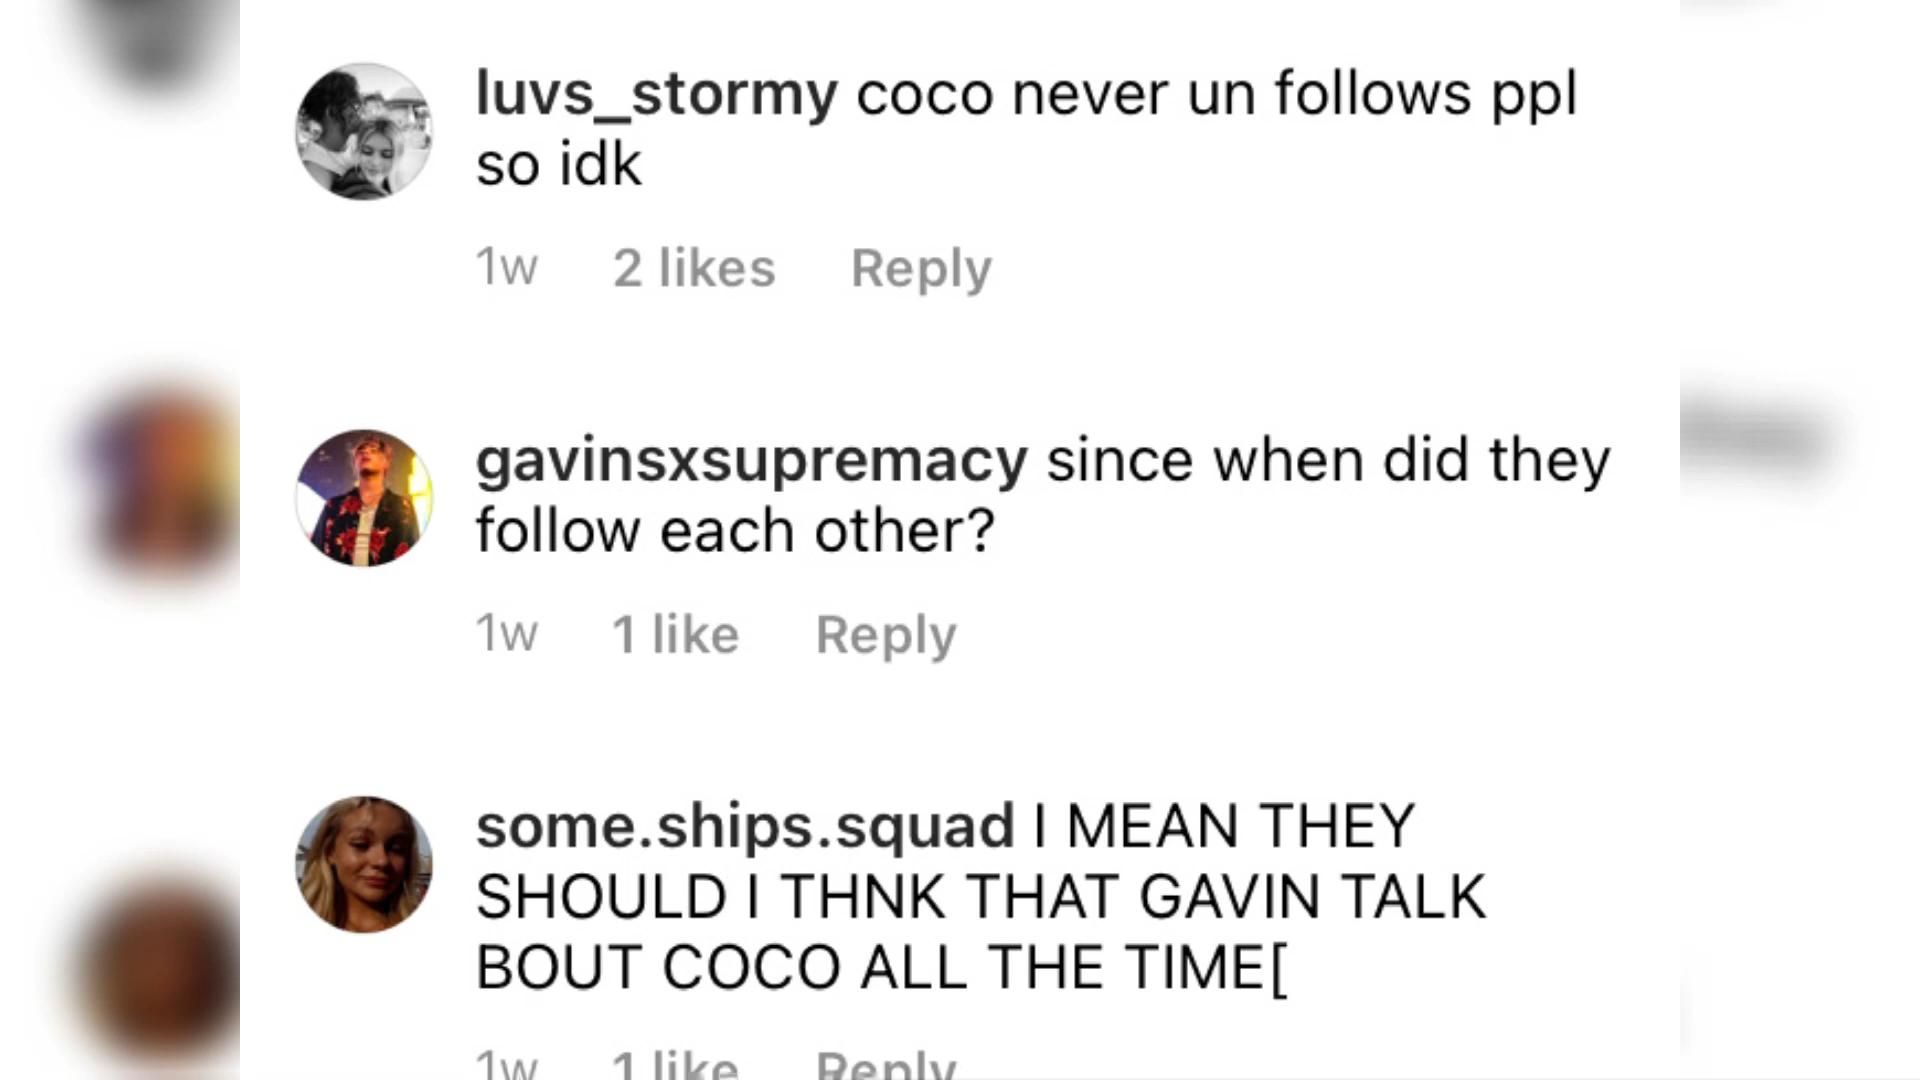 luvs_stormy coco never un follows ppl
so idk
1w 2 likes Reply
gavinsxsupremacy since when did they
follow each other?
1w 1 like Reply
some.ships.squad I MEAN THEY
SHOULD I THNK THAT GAVIN TALK
BOUT COCO ALL THE TIME[
1w 1 like Reply